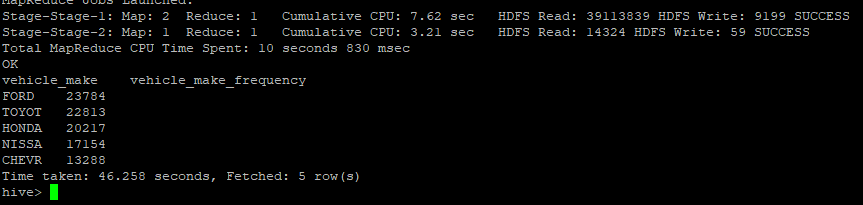 MapReduce Jobs Launched:
Stage-Stage-1: Map: 2  Reduce: 1   Cumulative CPU: 7.62 sec   HDFS Read: 39113839 HDFS Write: 9199 SUCCESS
Stage-Stage-2: Map: 1  Reduce: 1   Cumulative CPU: 3.21 sec   HDFS Read: 14324 HDFS Write: 59 SUCCESS
Total MapReduce CPU Time Spent: 10 seconds 830 msec
OK
vehicle_make    vehicle_make_frequency
FORD    23784
TOYOT   22813
HONDA   20217
NISSA   17154
CHEVR   13288
Time taken: 46.258 seconds, Fetched: 5 row(s)
hive>